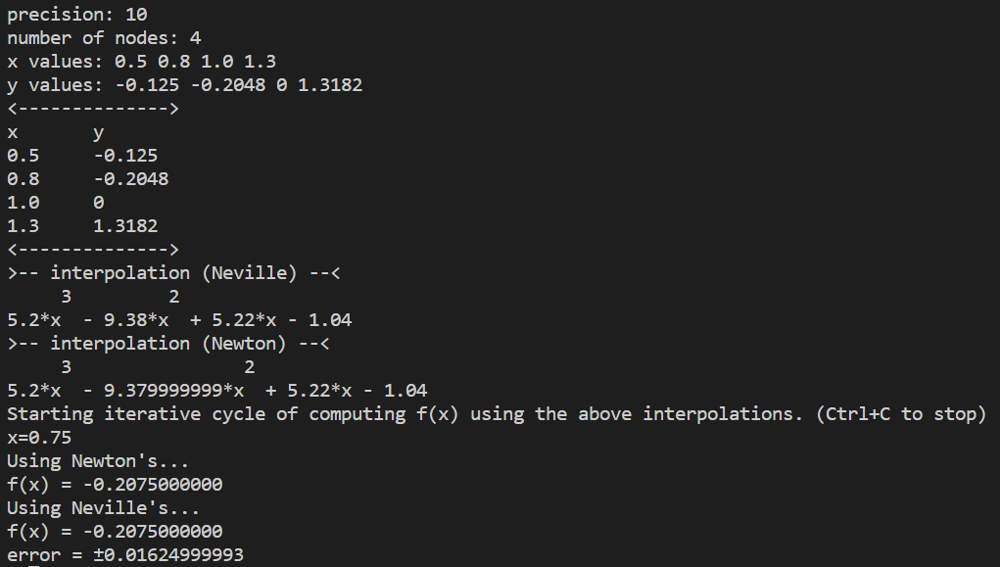 precision: 10
number of nodes: 4
x values: 0.5 0.8 1.0 1.3
y values: -0.125 -0.2048 0 1.3182
<-------------->
x       y
0.5     -0.125
0.8     -0.2048
1.0     0
1.3     1.3182
<-------------->
>-- interpolation (Neville) --<
     3         2
5.2*x  - 9.38*x  + 5.22*x - 1.04
>-- interpolation (Newton) --<
     3                2
5.2*x  - 9.379999999*x  + 5.22*x - 1.04
Starting iterative cycle of computing f(x) using the above interpolations. (Ctrl+C to stop)
x=0.75
Using Newton's...
f(x) = -0.2075000000
Using Neville's...
f(x) = -0.2075000000
error = ±0.01624999993